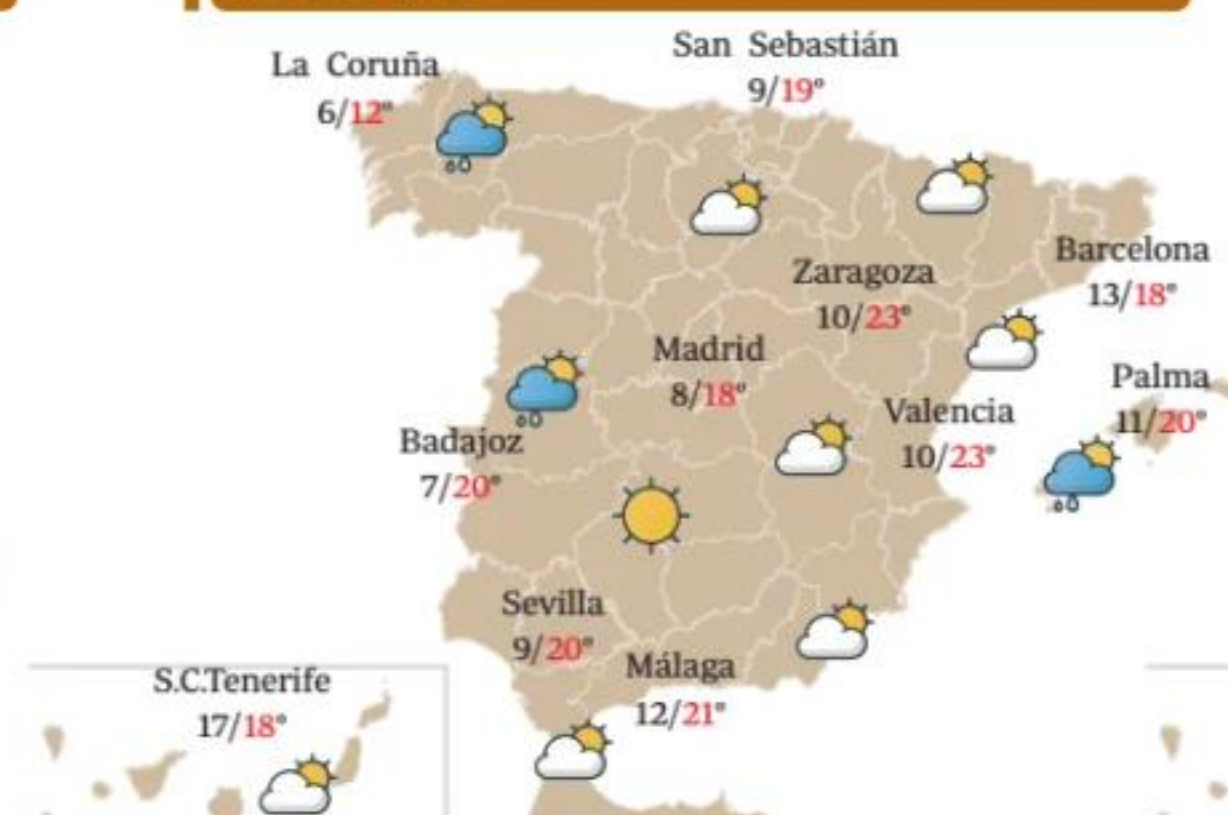 La Coruña
6/12°
San Sebastián
9/19°
Zaragoza
10/23°
Barcelona
13/18°
Madrid
8/18°
Palma
11/20°
Valencia
10/23°
Badajoz
7/20°
Sevilla
9/20°
Málaga
12/21°
S.C.Tenerife
17/18°